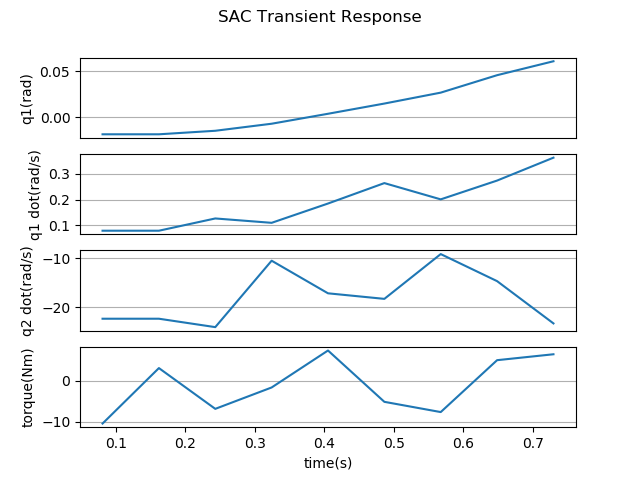 SAC Transient Response
0.05
0.00
q1(rad)
0.3
0.2
0.1
q1 dot(rad/s)
−10
−20
q2 dot(rad/s)
0
−10
torque(Nm)
0.1 0.2 0.3 0.4 0.5 0.6 0.7
time(s)